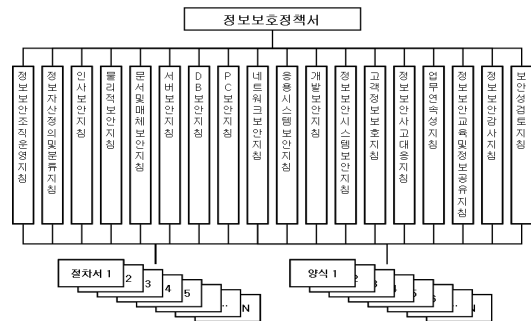 정보보호정책서
정보보안조직운영지침
정보자산정의및분류지침
인사보안지침
물리적보안지침
문서및매체보안지침
서버보안지침
DB보안지침
PC보안지침
네트워크보안지침
응용시스템보안지침
개발보안지침
정보보안시스템보안지침
고객정보보호지침
정보보안사고대응지침
업무연속성지침
정보보안교육및정보공유지침
정보보안감사지침
보안성검토지침
절차서 1
2
3
4
5
...
N
양식 1
2
3
4
5
6
...
N